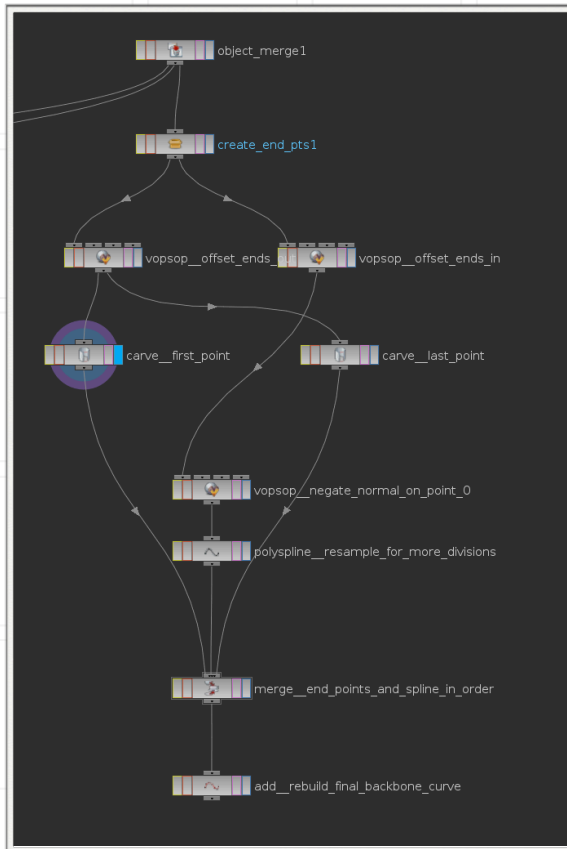 object_merge1
create_end_pts1
vopsop__offset_ends_
vopsop__offset_ends_in
carve__first_point
carve__last_point
vopsop__negate_normal_on_point_0
polyspline__resample_for_more_divisions
merge__end_points_and_spline_in_order
add__rebuild_final_backbone_curve